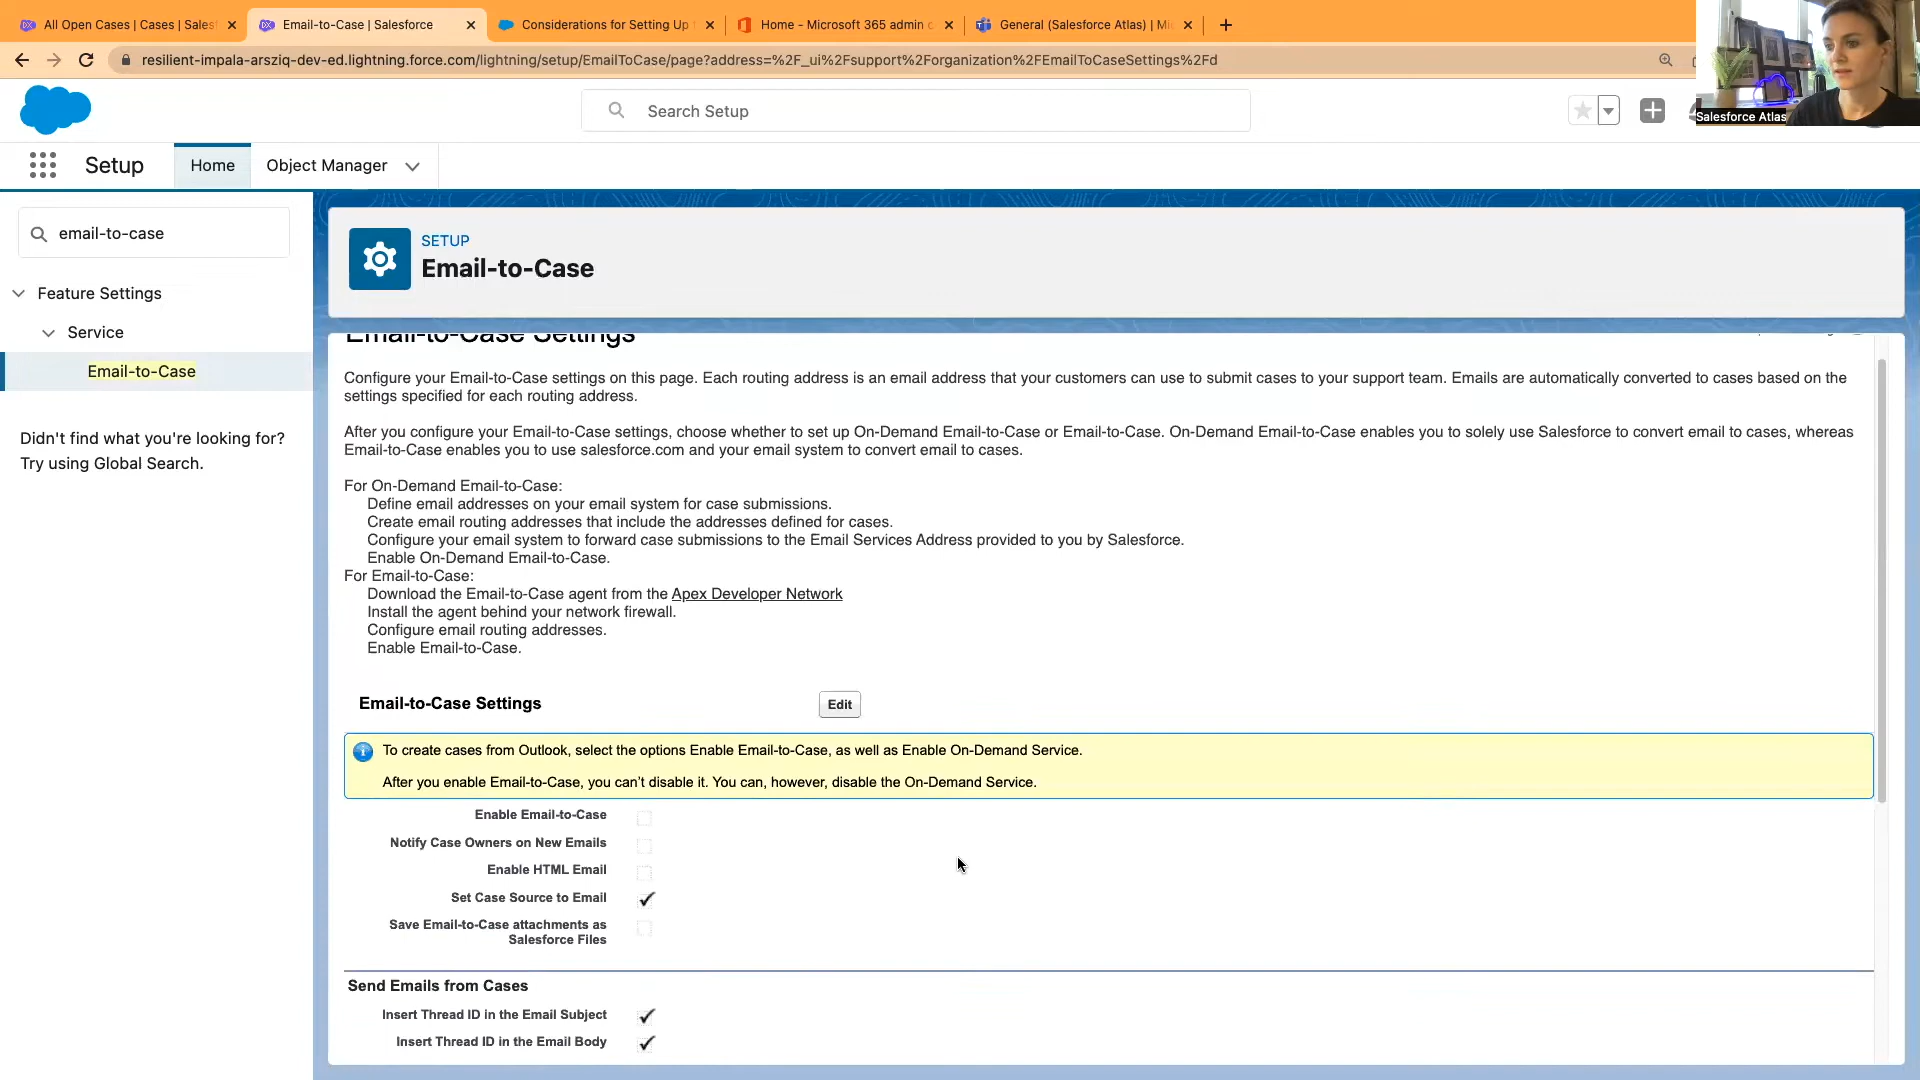 All Open Cases | Cases | Sales
Email-to-Case | Salesforce
Considerations for Setting Up
Home - Microsoft 365 admin c
General (Salesforce Atlas) | Mi
resilient-impala-arsziq-dev-ed.lightning.force.com/lightning/setup/EmailToCase/page?address=%2F_ui%2Fsupport%2Forganization%2FEmailToCaseSettings%2Fd
Search Setup
Salesforce Atlas
Setup
Home
Object Manager
email-to-case
Feature Settings
Service
Email-to-Case
Didn't find what you're looking for?
Try using Global Search.
SETUP
Email-to-Case
Email-to-Case Settings
Configure your Email-to-Case settings on this page. Each routing address is an email address that your customers can use to submit cases to your support team. Emails are automatically converted to cases based on the
settings specified for each routing address.
After you configure your Email-to-Case settings, choose whether to set up On-Demand Email-to-Case or Email-to-Case. On-Demand Email-to-Case enables you to solely use Salesforce to convert email to cases, whereas
Email-to-Case enables you to use salesforce.com and your email system to convert email to cases.
For On-Demand Email-to-Case:
Define email addresses on your email system for case submissions.
Create email routing addresses that include the addresses defined for cases.
Configure your email system to forward case submissions to the Email Services Address provided to you by Salesforce.
Enable On-Demand Email-to-Case.
For Email-to-Case:
Download the Email-to-Case agent from the Apex Developer Network
Install the agent behind your network firewall.
Configure email routing addresses.
Enable Email-to-Case.
Email-to-Case Settings
Edit
To create cases from Outlook, select the options Enable Email-to-Case, as well as Enable On-Demand Service.
After you enable Email-to-Case, you can't disable it. You can, however, disable the On-Demand Service.
Enable Email-to-Case
Notify Case Owners on New Emails
Enable HTML Email
Set Case Source to Email
Save Email-to-Case attachments as
Salesforce Files
Send Emails from Cases
Insert Thread ID in the Email Subject
Insert Thread ID in the Email Body